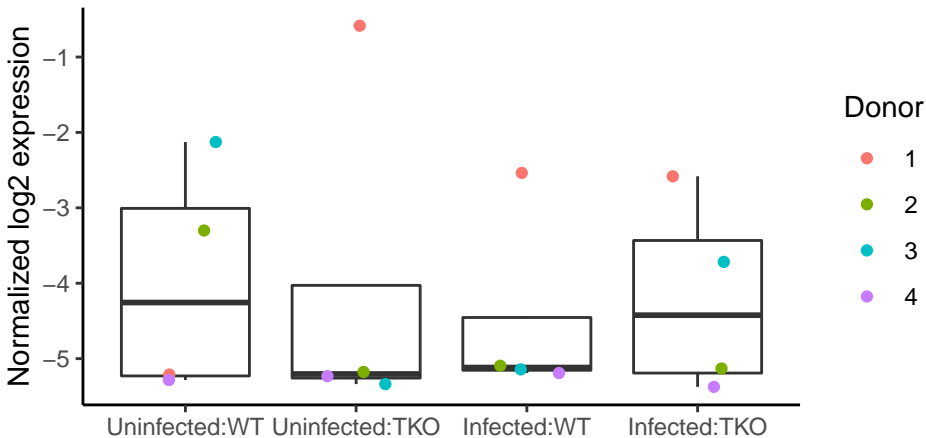 Normalized log2 expression
−1
−2
−3
−4
−5
Uninfected:WT
Uninfected:TKO
Infected:WT
Infected:TKO
Donor
1
2
3
4